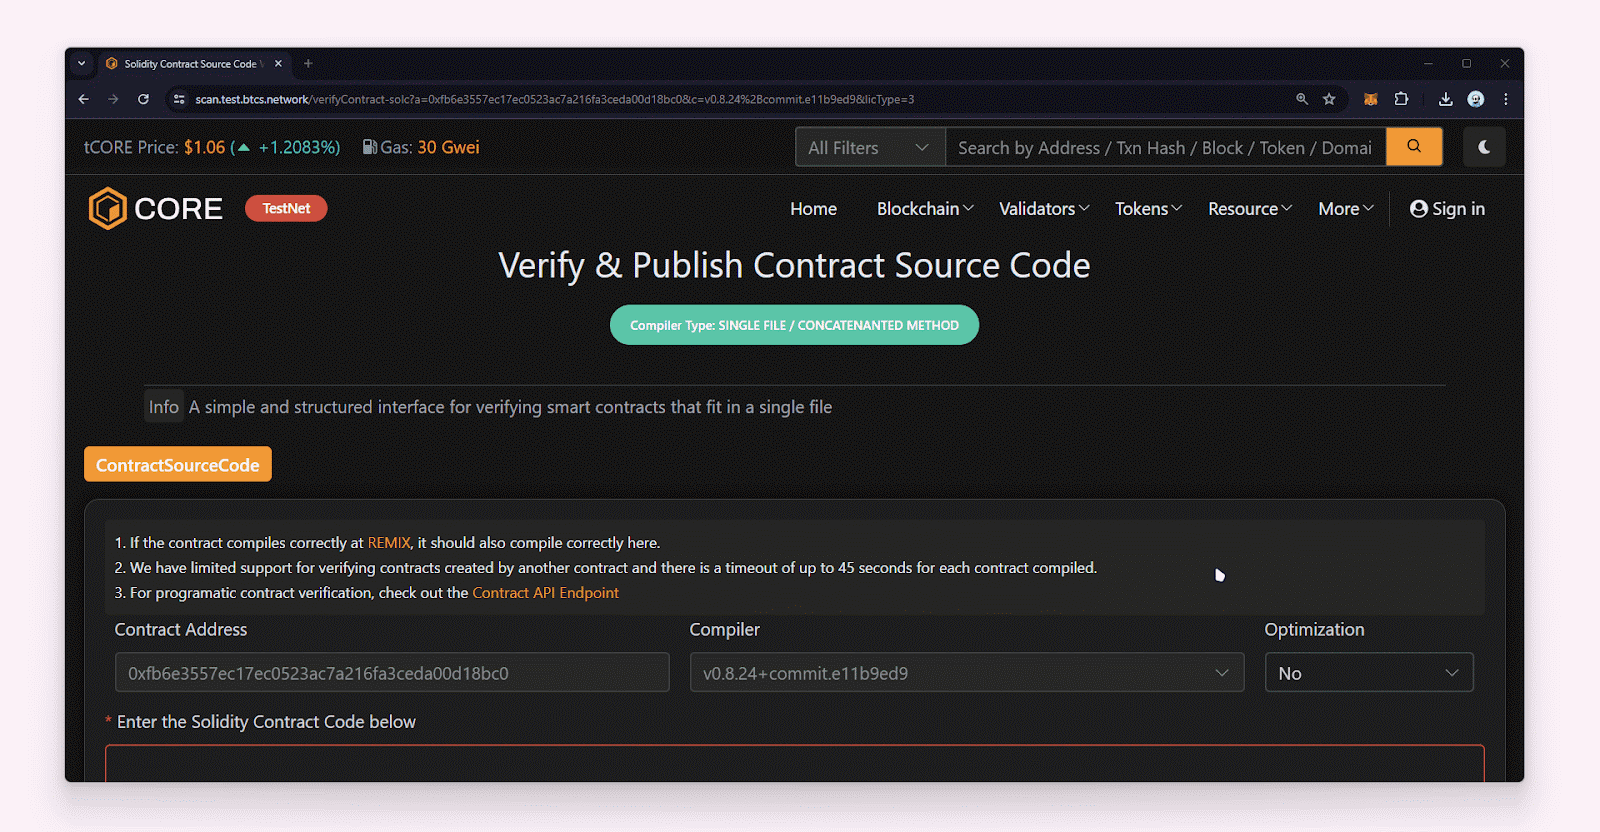 Solidity Contract Source Code V
scan.test.btcs.network/verifyContract-solc?a=0xfb6e3557ec17ec0523ac7a216fa3ceda00d18bc0&c=v0.8.24%2Bcommit.e11b9ed9&licType=3
tCORE Price: $1.06 (▲ +1.2083%) Gas: 30 Gwei
All Filters
Search by Address / Txn Hash / Block / Token / Domai
CORE TestNet
Home Blockchain Validators Tokens Resource More Sign in
Verify & Publish Contract Source Code
Compiler Type: SINGLE FILE / CONCATENANTED METHOD
Info A simple and structured interface for verifying smart contracts that fit in a single file
ContractSourceCode
1. If the contract compiles correctly at REMIX, it should also compile correctly here.
2. We have limited support for verifying contracts created by another contract and there is a timeout of up to 45 seconds for each contract compiled.
3. For programatic contract verification, check out the Contract API Endpoint
Contract Address Compiler Optimization
0xfb6e3557ec17ec0523ac7a216fa3ceda00d18bc0 v0.8.24+commit.e11b9ed9 No
* Enter the Solidity Contract Code below